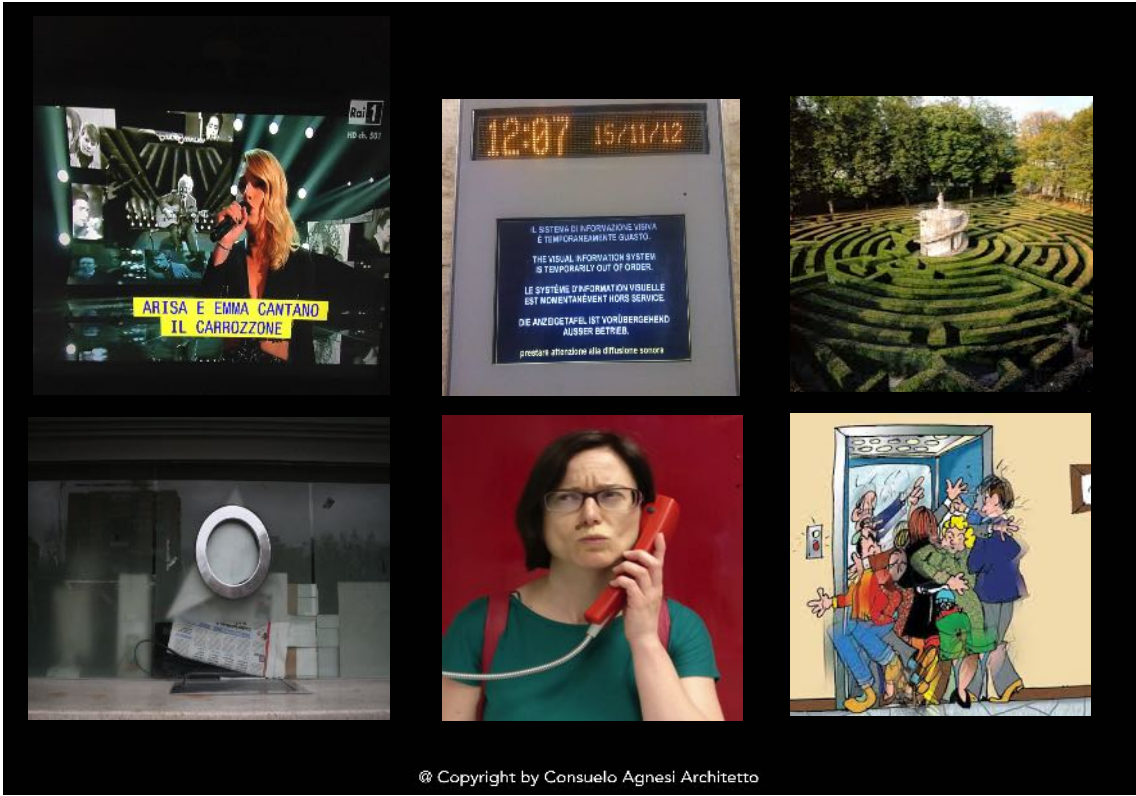 Rai 1
HD ch. 501
ARISA E EMMA CANTANO
IL CARROZZONE
12:07 15/11/12
IL SISTEMA DI INFORMAZIONE VISIVA
È TEMPORANEAMENTE GUASTO.
THE VISUAL INFORMATION SYSTEM
IS TEMPORARILY OUT OF ORDER.
LE SYSTÈME D'INFORMATION VISUELLE
EST MOMENTANÉMENT HORS SERVICE.
DIE ANZEIGETAFEL IST VORÜBERGEHEND
AUSSER BETRIEB.
prestare attenzione alla diffusione sonora
@ Copyright by Consuelo Agnesi Architetto